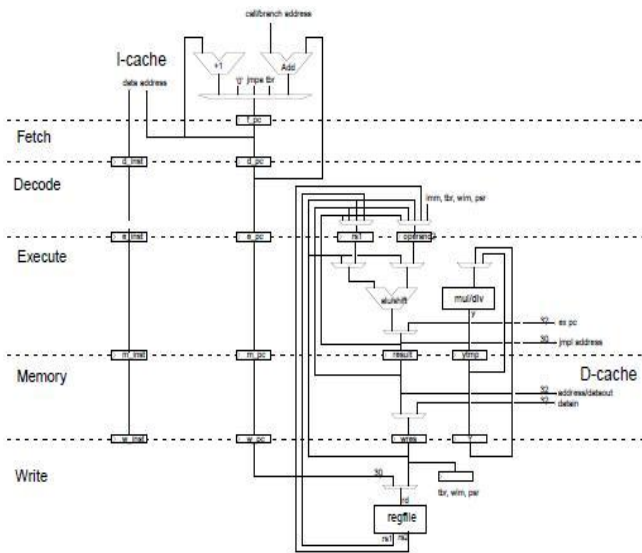 call/branch address
I-cache
data address
+1
Add
'0' jmpa tbr
f_pc
Fetch
d_inst
d_pc
Decode
imm, tbr, wim, psr
e_inst
e_pc
rs1
operand2
Execute
alu/shift
mul/div
y
32 ex pc
30 jmpl address
m_inst
m_pc
result
ytmp
Memory
D-cache
32 address/dataout
32 datain
w_inst
w_pc
wres
Y
Write
30
tbr, wim, psr
rd
regfile
rs1 rs2